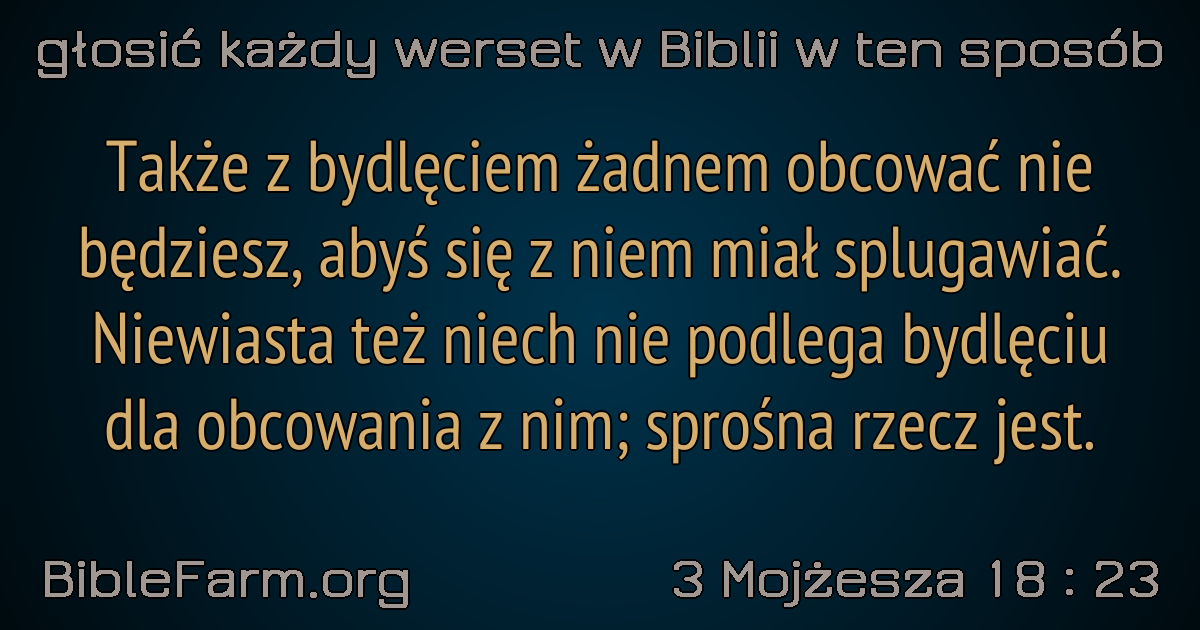 głosić każdy werset w Biblii w ten sposób
Także z bydlęciem żadnem obcować nie
będziesz, abyś się z niem miał splugawiać.
Niewiasta też niech nie podlega bydlęciu
dla obcowania z nim; sprośna rzecz jest.
BibleFarm.org
3 Mojżesza 18 : 23